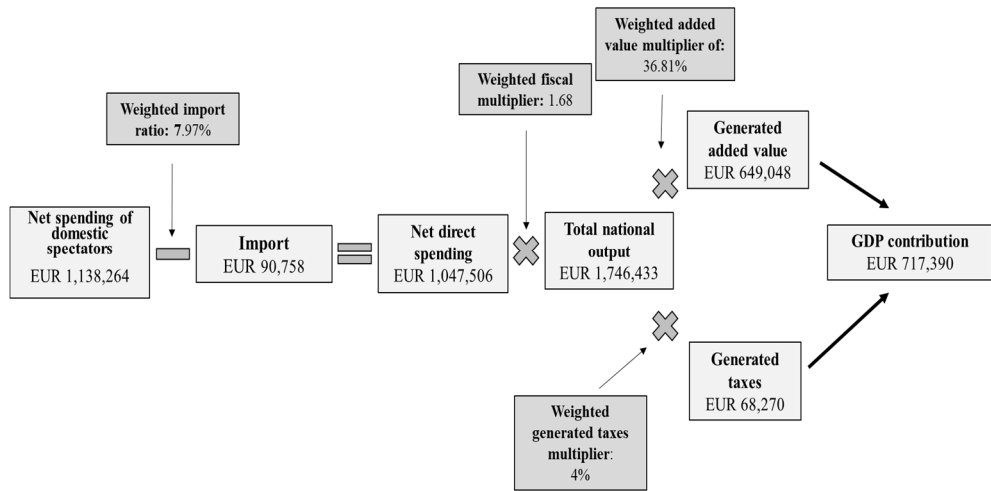 Weighted added
value multiplier of:
36.81%
Weighted fiscal
multiplier: 1.68
Weighted import
ratio: 7.97%
Generated
added value
EUR 649,048
Net spending of
domestic
spectators
EUR 1,138,264
Import
EUR 90,758
Net direct
spending
EUR 1,047,506
Total national
output
EUR 1,746,433
GDP contribution
EUR 717,390
Generated
taxes
EUR 68,270
Weighted
generated taxes
multiplier:
4%